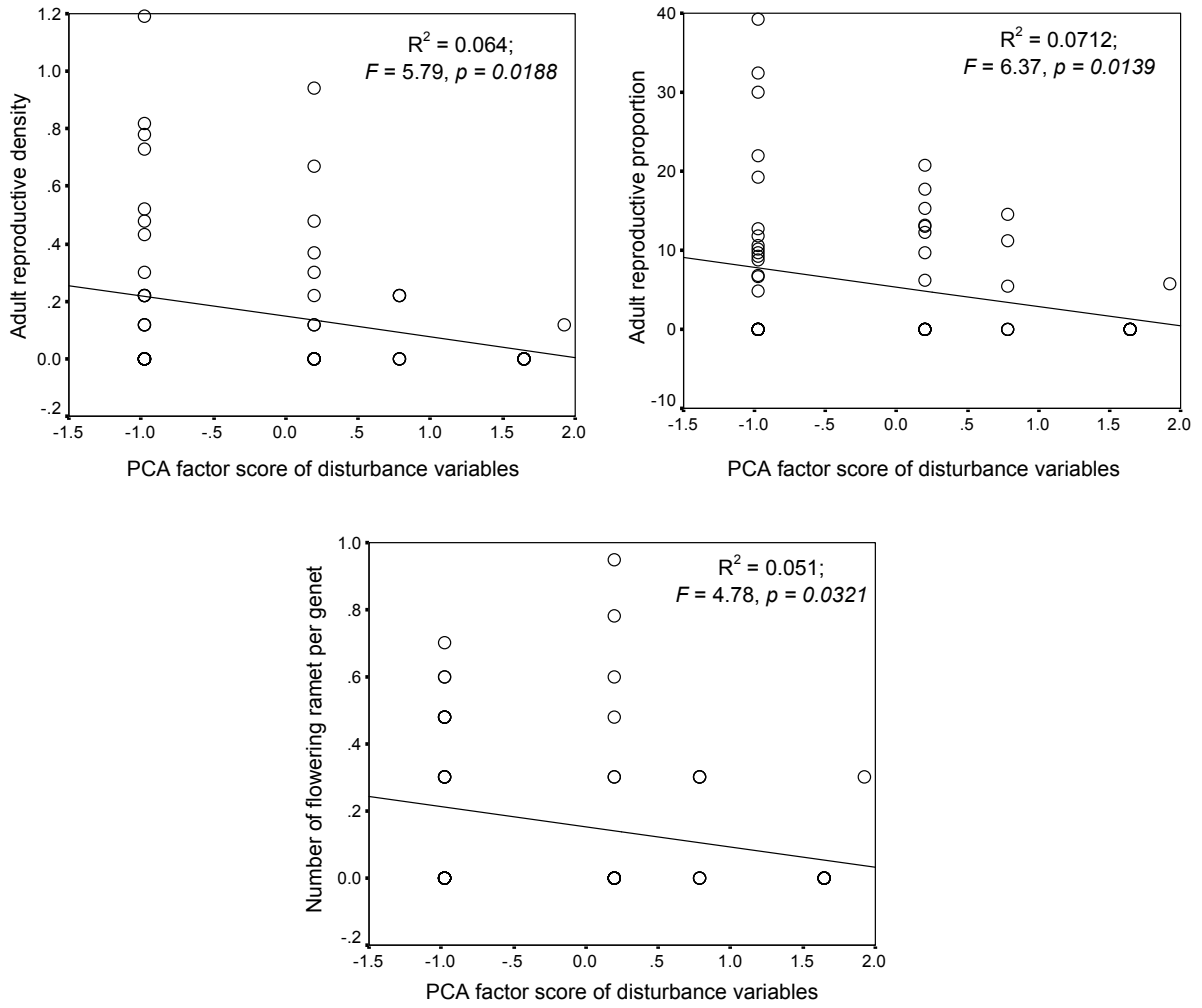 1.2
1.0
.8
.6
.4
.2
0.0
-.2
Adult reproductive density
R² = 0.064;
F = 5.79, p = 0.0188
-1.5 -1.0 -.5 0.0 .5 1.0 1.5 2.0
PCA factor score of disturbance variables
40
30
20
10
0
-10
Adult reproductive proportion
R² = 0.0712;
F = 6.37, p = 0.0139
-1.5 -1.0 -.5 0.0 .5 1.0 1.5 2.0
PCA factor score of disturbance variables
1.0
.8
.6
.4
.2
0.0
-.2
Number of flowering ramet per genet
R² = 0.051;
F = 4.78, p = 0.0321
-1.5 -1.0 -.5 0.0 .5 1.0 1.5 2.0
PCA factor score of disturbance variables